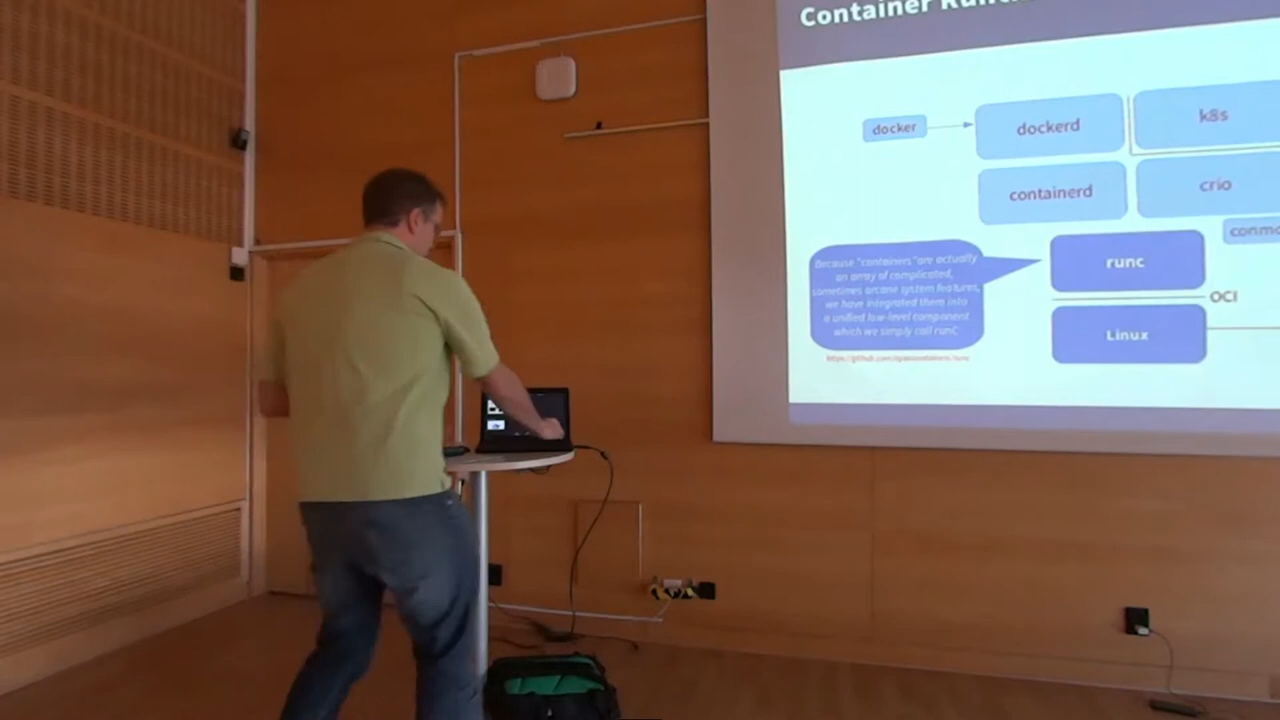 Container
docker
dockerd
k8s
containerd
crio
conmo
Because "containers" are actually
an array of complicated,
sometimes arcane system features,
we have integrated them into
a unified low-level component
which we simply call runC
runc
OCI
Linux